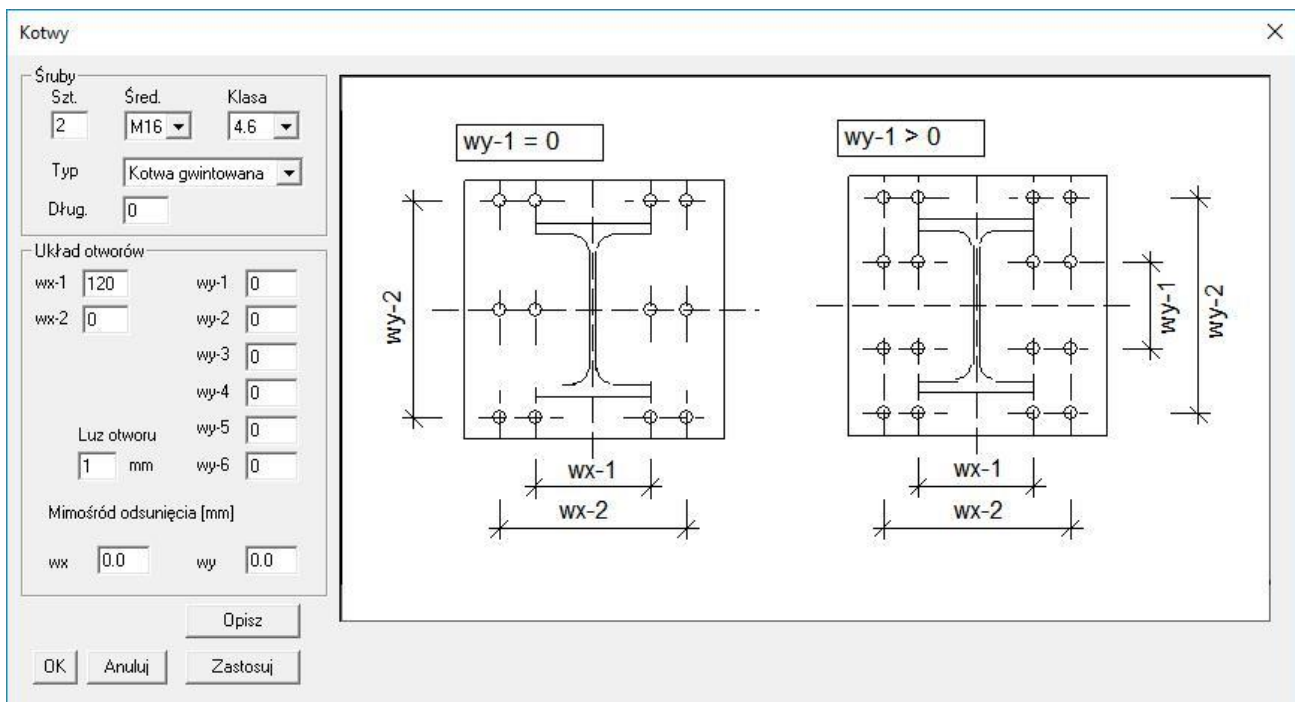 Kotwy
Śruby
Szt. Śred. Klasa
2 M16 4.6
Typ Kotwa gwintowana
Dług. 0
Układ otworów
wx-1 120 wy-1 0
wx-2 0 wy-2 0
wy-3 0
wy-4 0
wy-5 0
Luz otworu
1 mm wy-6 0
Mimośród odsunięcia [mm]
wx 0.0 wy 0.0
Opisz
OK Anuluj Zastosuj
wy-1 = 0
wy-2
wx-1
wx-2
wy-1 > 0
wy-1
wy-2
wx-1
wx-2